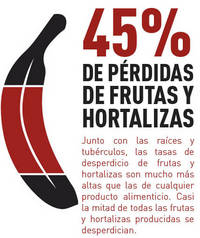 45%
DE PÉRDIDAS
DE FRUTAS Y
HORTALIZAS
Junto con las raíces y
tubérculos, las tasas de
desperdicio de frutas y
hortalizas son mucho más
altas que las de cualquier
producto alimenticio. Casi
la mitad de todas las frutas
y hortalizas producidas se
desperdician.